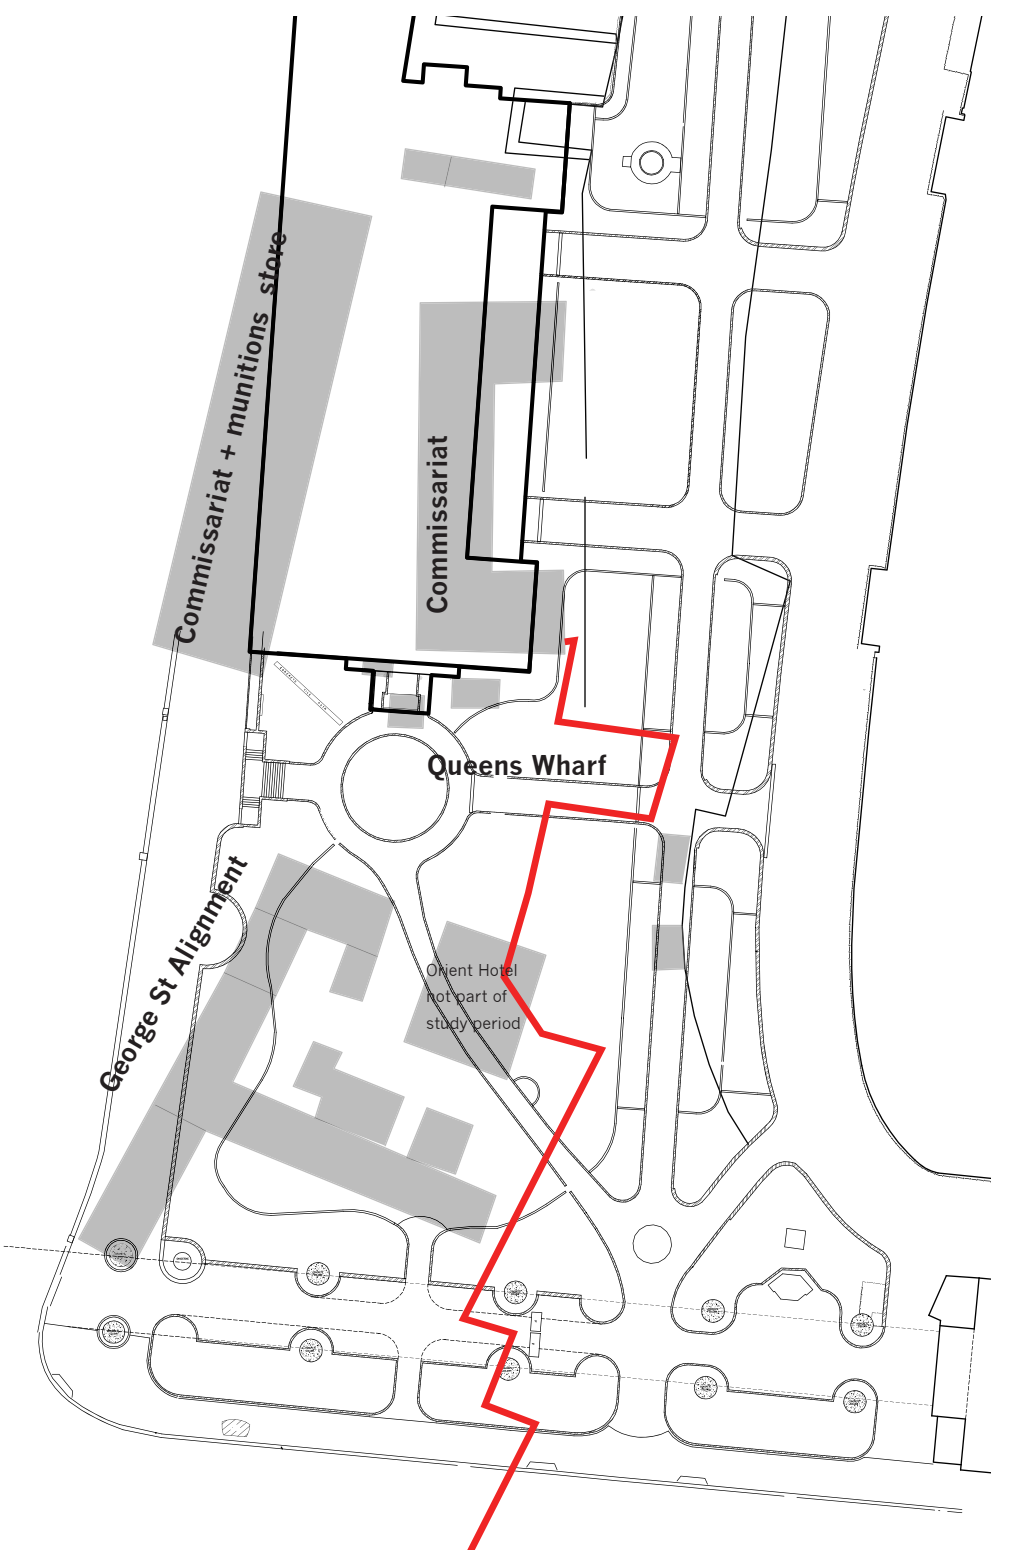 Commissariat + munitions store
Commissariat
Queens Wharf
George St Alignment
Orient Hotel
not part of
study period